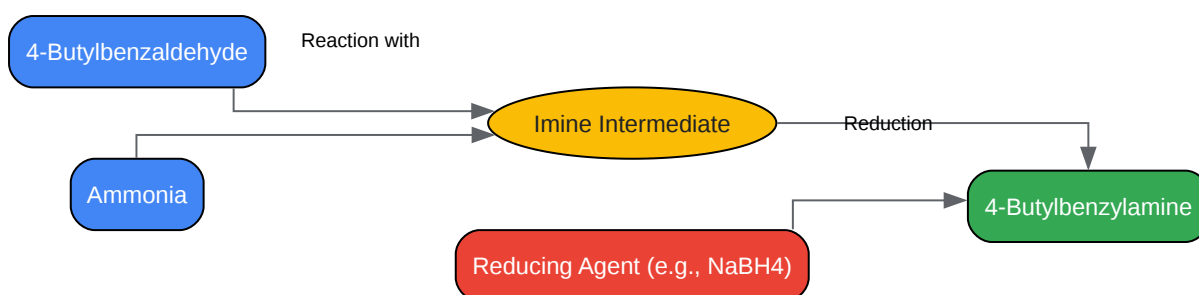 4-Butylbenzaldehyde
Reaction with
Imine Intermediate
Reduction
Ammonia
4-Butylbenzylamine
Reducing Agent (e.g., NaBH4)